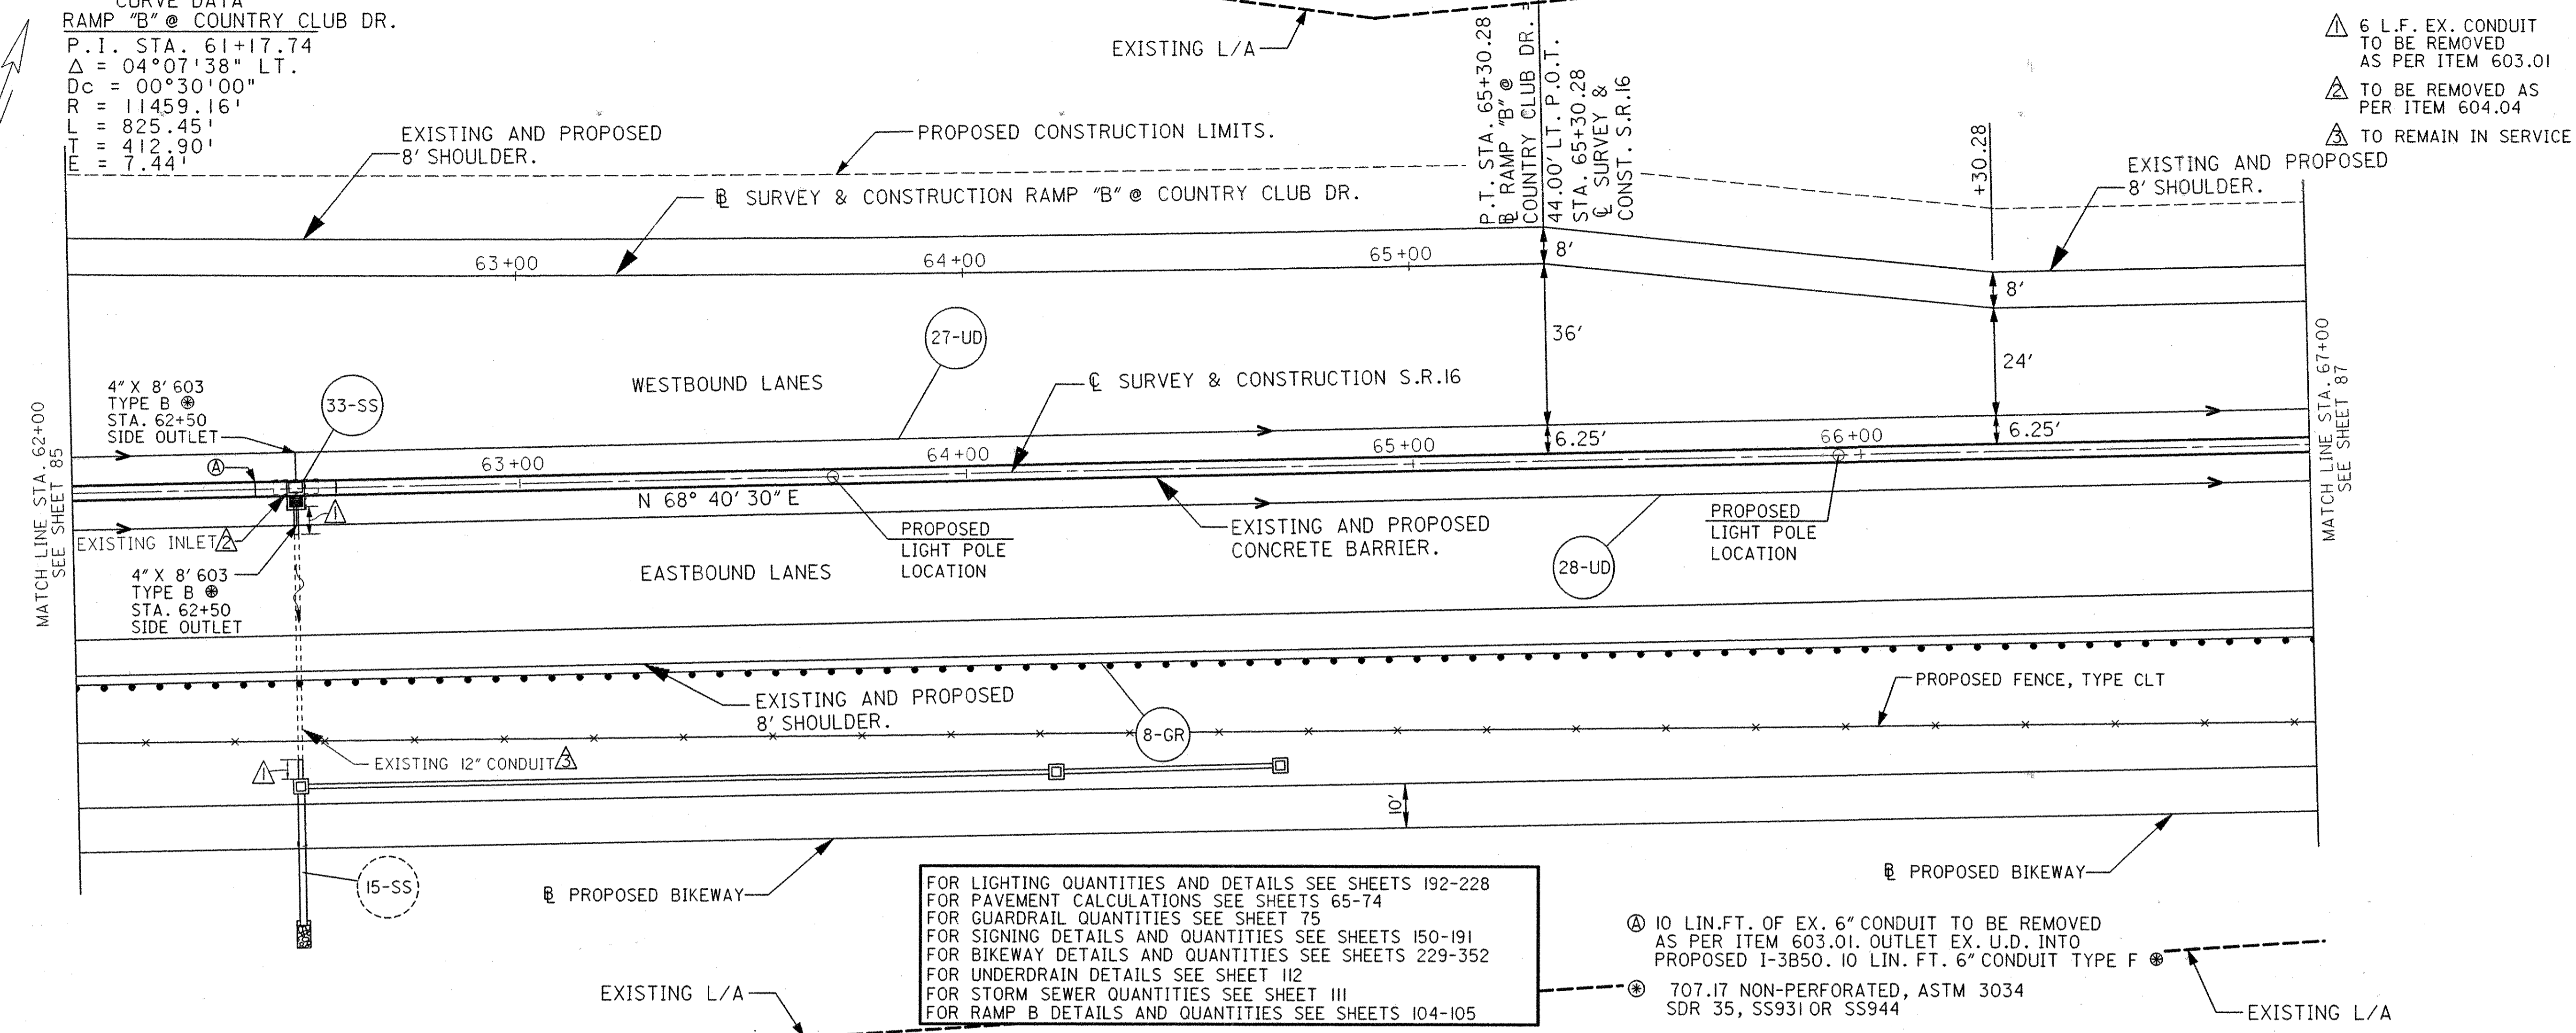 CURVE DATA
RAMP "B" @ COUNTRY CLUB DR.
P.I. STA. 61+17.74
Δ = 04°07'38" LT.
Dc = 00°30'00"
R = 11459.16'
L = 825.45'
T = 412.90'
E = 7.44'
EXISTING L/A
P.T. STA. 65+30.28
℄ RAMP "B" @
COUNTRY CLUB DR. =
44.00' LT. P.O.T.
STA. 65+30.28
℄ SURVEY &
CONST. S.R.16
1 6 L.F. EX. CONDUIT
TO BE REMOVED
AS PER ITEM 603.01
2 TO BE REMOVED AS
PER ITEM 604.04
3 TO REMAIN IN SERVICE
EXISTING AND PROPOSED
8' SHOULDER.
PROPOSED CONSTRUCTION LIMITS.
+30.28
EXISTING AND PROPOSED
8' SHOULDER.
℄ SURVEY & CONSTRUCTION RAMP "B" @ COUNTRY CLUB DR.
63+00
64+00
65+00
8'
8'
36'
24'
27-UD
WESTBOUND LANES
℄ SURVEY & CONSTRUCTION S.R.16
4" X 8' 603
TYPE B ⊛
STA. 62+50
SIDE OUTLET
33-SS
MATCH LINE STA. 62+00
SEE SHEET 85
MATCH LINE STA. 67+00
SEE SHEET 87
A
63+00
64+00
65+00
66+00
6.25'
6.25'
N 68° 40' 30" E
1
EXISTING INLET 2
PROPOSED
LIGHT POLE
LOCATION
EXISTING AND PROPOSED
CONCRETE BARRIER.
PROPOSED
LIGHT POLE
LOCATION
4" X 8' 603
TYPE B ⊛
STA. 62+50
SIDE OUTLET
EASTBOUND LANES
28-UD
EXISTING AND PROPOSED
8' SHOULDER.
PROPOSED FENCE, TYPE CLT
8-GR
EXISTING 12" CONDUIT 3
1
10'
15-SS
℄ PROPOSED BIKEWAY
℄ PROPOSED BIKEWAY
FOR LIGHTING QUANTITIES AND DETAILS SEE SHEETS 192-228
FOR PAVEMENT CALCULATIONS SEE SHEETS 65-74
FOR GUARDRAIL QUANTITIES SEE SHEET 75
FOR SIGNING DETAILS AND QUANTITIES SEE SHEETS 150-191
FOR BIKEWAY DETAILS AND QUANTITIES SEE SHEETS 229-352
FOR UNDERDRAIN DETAILS SEE SHEET 112
FOR STORM SEWER QUANTITIES SEE SHEET 111
FOR RAMP B DETAILS AND QUANTITIES SEE SHEETS 104-105
Ⓐ 10 LIN.FT. OF EX. 6" CONDUIT TO BE REMOVED
AS PER ITEM 603.01. OUTLET EX. U.D. INTO
PROPOSED I-3B50. 10 LIN. FT. 6" CONDUIT TYPE F ⊛
⊛ 707.17 NON-PERFORATED, ASTM 3034
SDR 35, SS931 OR SS944
EXISTING L/A
EXISTING L/A